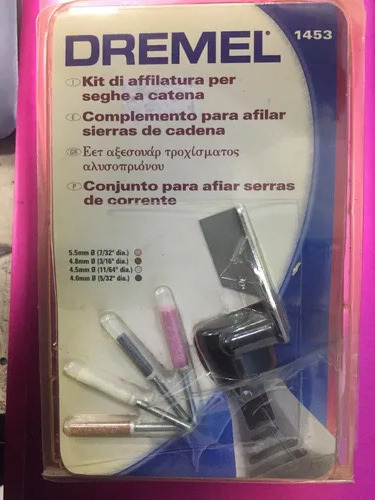 DREMEL
1453
I Kit di affilatura per
seghe a catena
E Complemento para afilar
sierras de cadena
GR Εετ αξεσουάρ τροχίσματος
αλυσοπριόνου
P Conjunto para afiar serras
de corrente
5.5mm Ø (7/32" dia.)
4.8mm Ø (3/16" dia.)
4.5mm Ø (11/64" dia.)
4.0mm Ø (5/32" dia.)